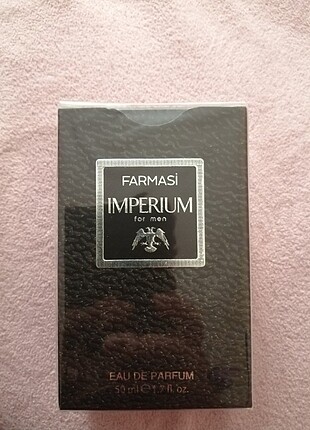 FARMASi
IMPERIUM
for men
EAU DE PARFUM
50 ml e 1.7 fl. oz.